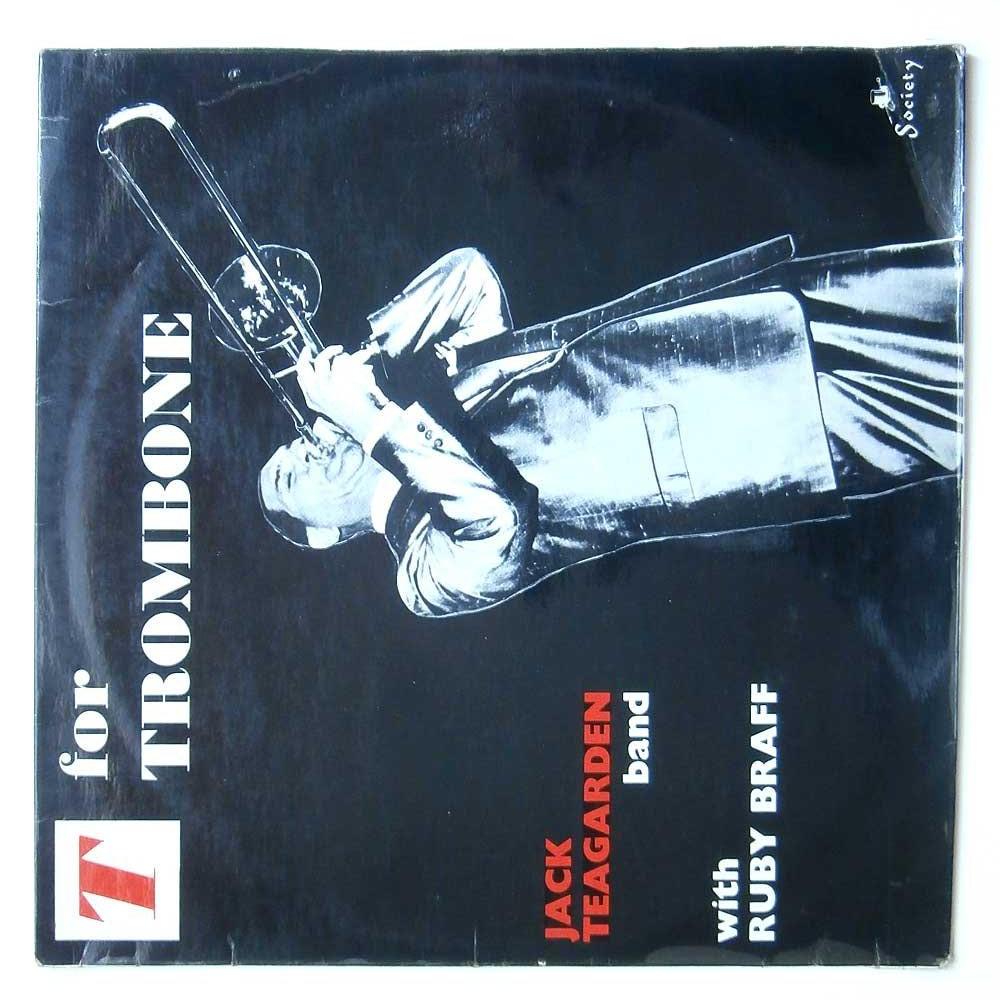 T for
TROMBONE
JACK
TEAGARDEN
band
with
RUBY BRAFF
Society